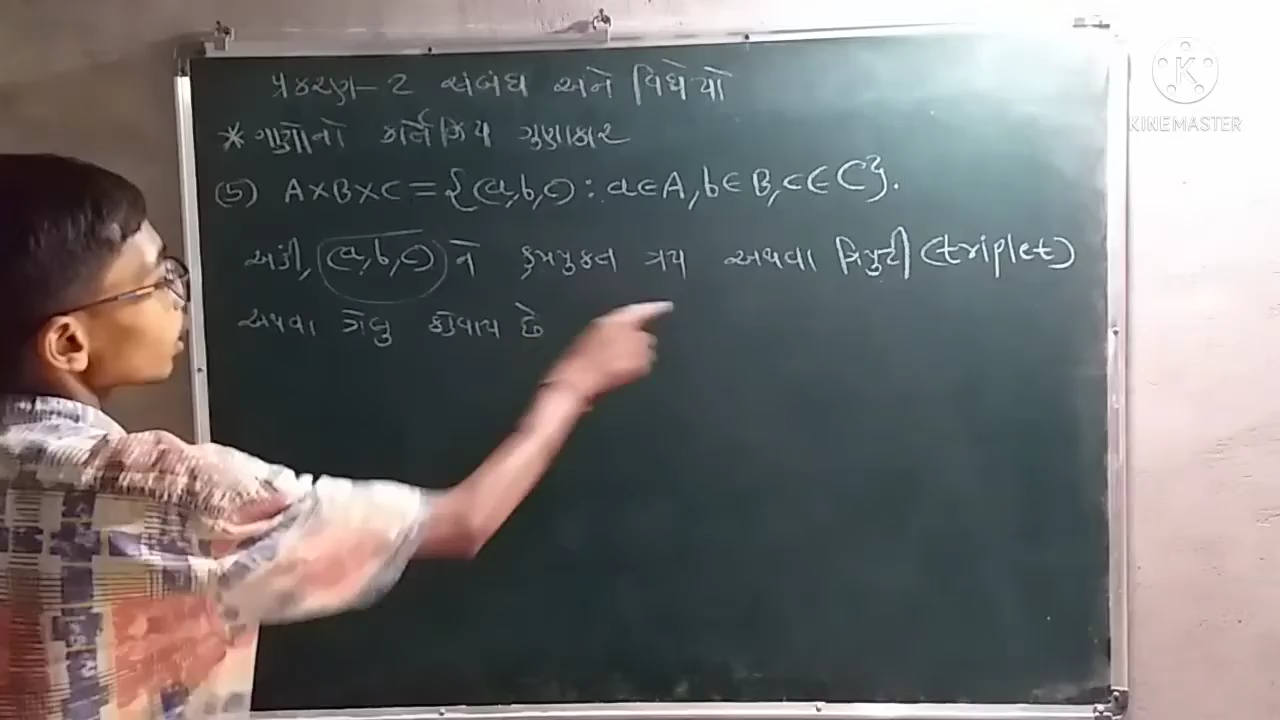 પ્રકરણ-2 સંબંધ અને વિધેયો
* ગણોનો કાર્તેઝિય ગુણાકાર
(5) A×B×C = {(a,b,c) : a∈A, b∈B, c∈C}.
અહીં, (a,b,c) ને ક્રમયુક્ત ત્રય અથવા ત્રિપુટી (triplet)
અથવા ત્રેલુ કહેવાય છે
K
KINEMASTER